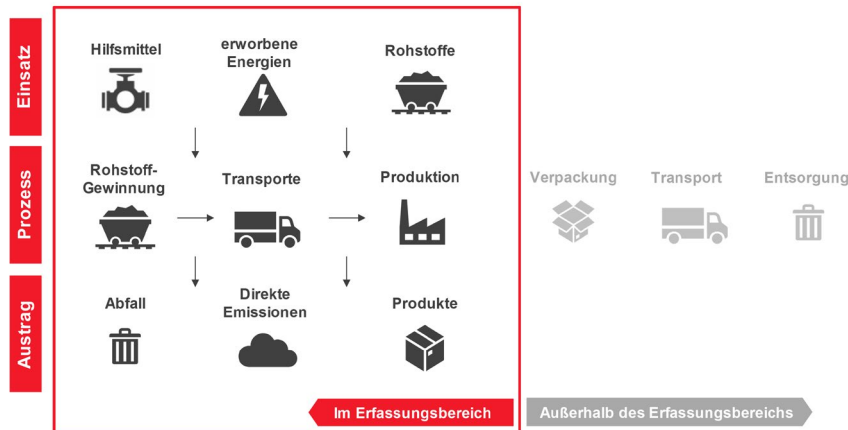 Einsatz
Hilfsmittel
erworbene
Energien
Rohstoffe
Prozess
Rohstoff-
Gewinnung
Transporte
Produktion
Verpackung
Transport
Entsorgung
Austrag
Abfall
Direkte
Emissionen
Produkte
Im Erfassungsbereich
Außerhalb des Erfassungsbereichs